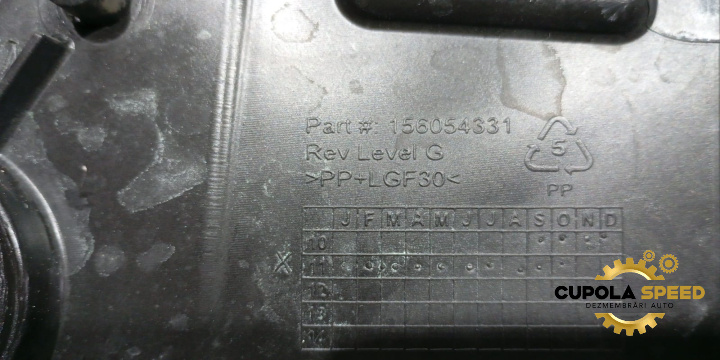 Part #: 156054331
Rev Level G
>PP+LGF30<
5
PP
J F M A M J J A S O N D
10
X 11
12
13
14
CUPOLA SPEED
DEZMEMBRĂRI AUTO